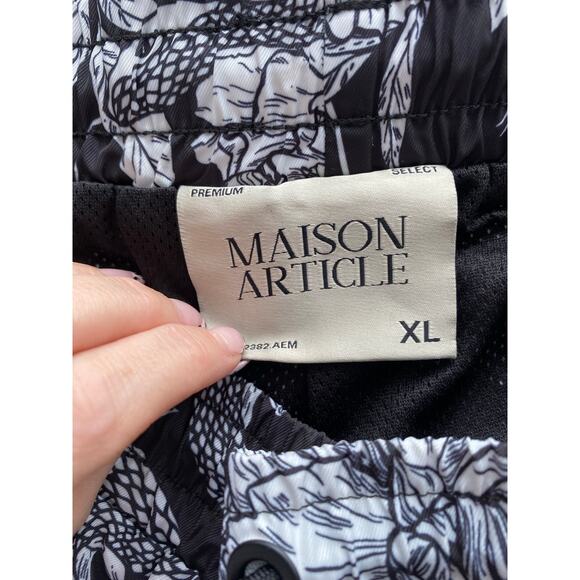 PREMIUM SELECT
MAISON
ARTICLE
2382.AEM XL